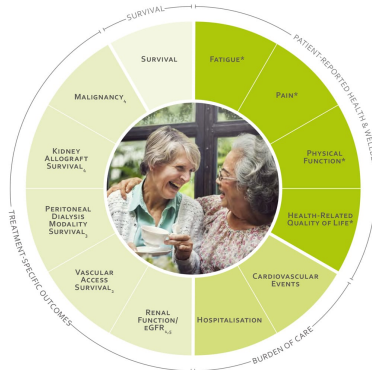 SURVIVAL
PATIENT-REPORTED HEALTH & WELLB
BURDEN OF CARE
TREATMENT-SPECIFIC OUTCOMES
SURVIVAL
FATIGUE*
PAIN*
PHYSICAL
FUNCTION*
HEALTH-RELATED
QUALITY OF LIFE*
CARDIOVASCULAR
EVENTS
HOSPITALISATION
RENAL
FUNCTION/
eGFR
VASCULAR
ACCESS
SURVIVAL
PERITONEAL
DIALYSIS
MODALITY
SURVIVAL
KIDNEY
ALLOGRAFT
SURVIVAL
MALIGNANCY